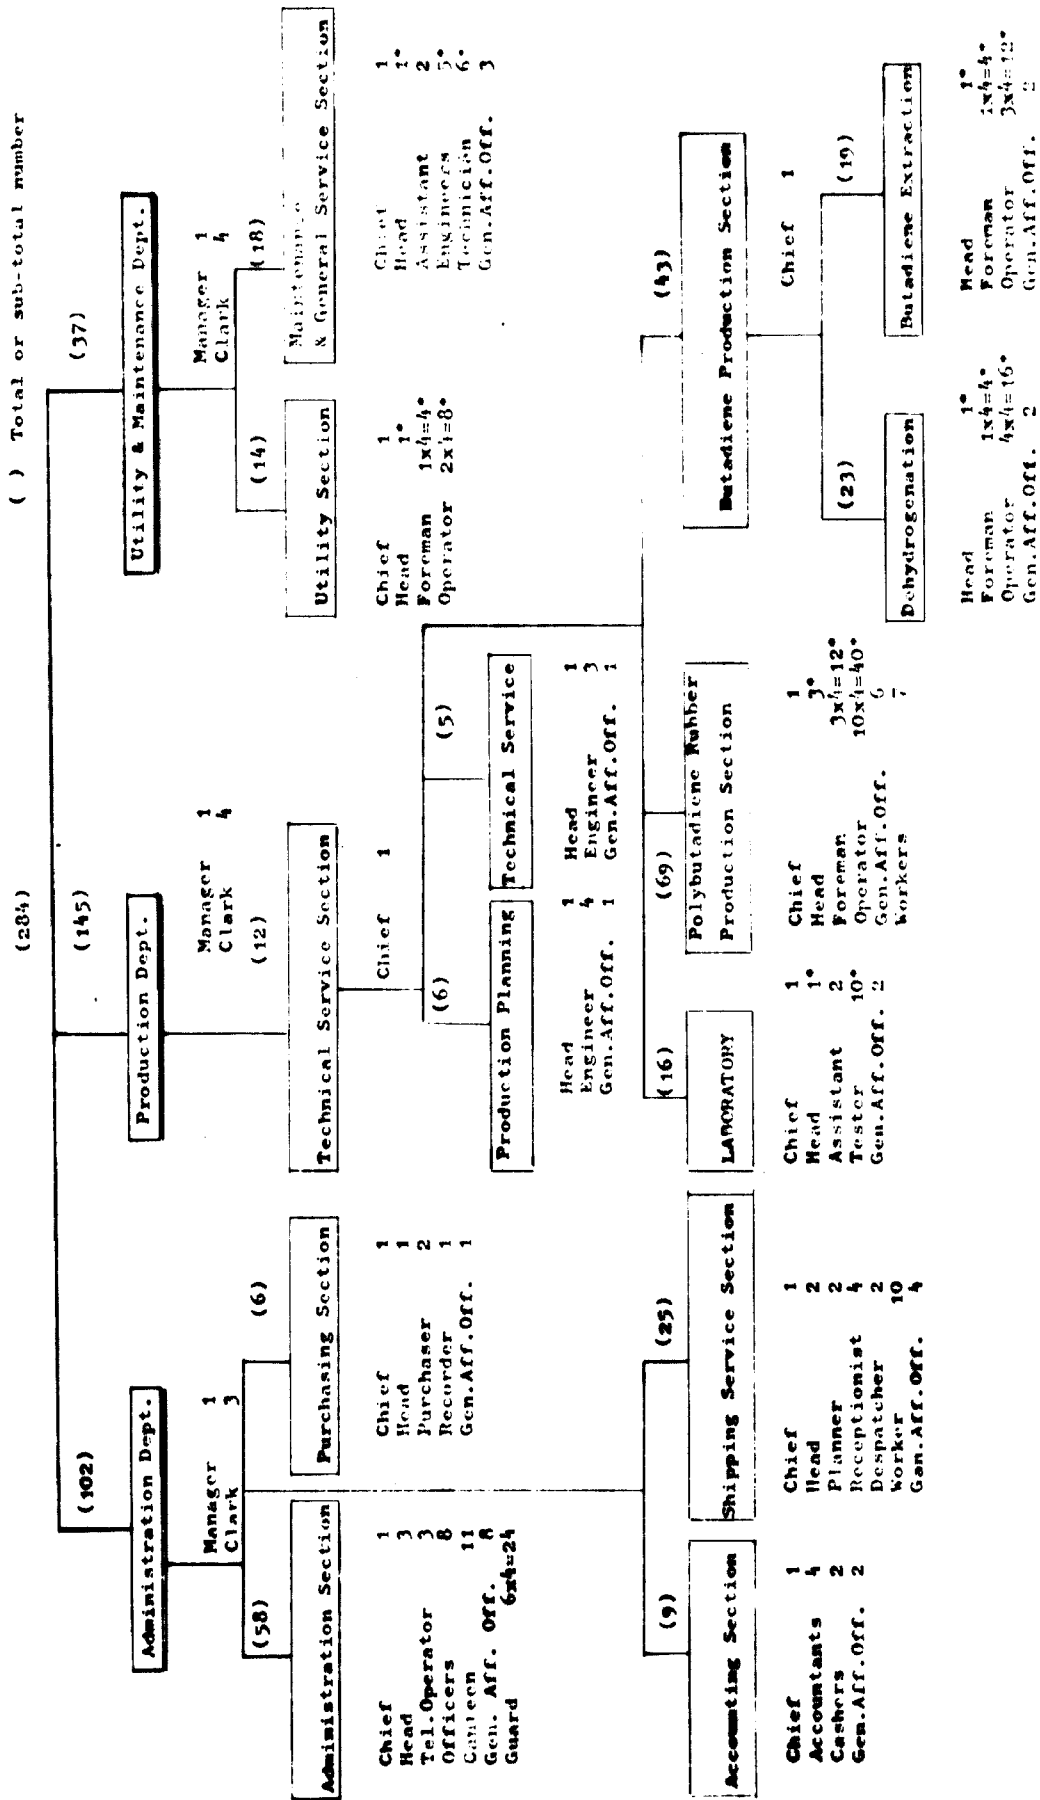 ( ) Total or sub-total number
(284)
(102)
Administration Dept.
Manager 1
Clark 3
(58)
Administration Section
Chief 1
Head 3
Tel.Operator 3
Officers 8
Canteen 11
Gen. Aff. Off. 8
Guard 6x4=24
(6)
Purchasing Section
Chief 1
Head 1
Purchaser 2
Recorder 1
Gen.Aff.Off. 1
(9)
Accounting Section
Chief 1
Accountants 4
Cashers 2
Gen.Aff.Off. 2
(25)
Shipping Service Section
Chief 1
Head 2
Planner 2
Receptionist 4
Despatcher 2
Worker 10
Gan.Aff.Off. 4
(145)
Production Dept.
Manager 1
Clark 4
(12)
Technical Service Section
Chief 1
(6)
Production Planning
Head 1
Engineer 4
Gen.Aff.Off. 1
(5)
Technical Service
Head 1
Engineer 3
Gen.Aff.Off. 1
(16)
LABORATORY
Chief 1
Head 1*
Assistant 2
Tester 10*
Gen.Aff.Off. 2
(69)
Polybutadiene Rubber
Production Section
Chief 1
Head 3*
Foreman 3x4=12*
Operator 10x4=40*
Gen.Aff.Off. 6
Workers 7
(43)
Butadiene Production Section
Chief 1
(23)
Dehydrogenation
Head 1*
Foreman 1x4=4*
Operator 4x4=16*
Gen.Aff.Off. 2
(19)
Butadiene Extraction
Head 1*
Foreman 1x4=4*
Operator 3x4=12*
Gen.Aff.Off. 2
(37)
Utility & Maintenance Dept.
Manager 1
Clark 4
(14)
Utility Section
Chief 1
Head 1*
Foreman 1x4=4*
Operator 2x4=8*
(18)
Maintenance
& General Service Section
Chief 1
Head 1*
Assistant 2
Engineers 5*
Technician 6*
Gen.Aff.Off. 3